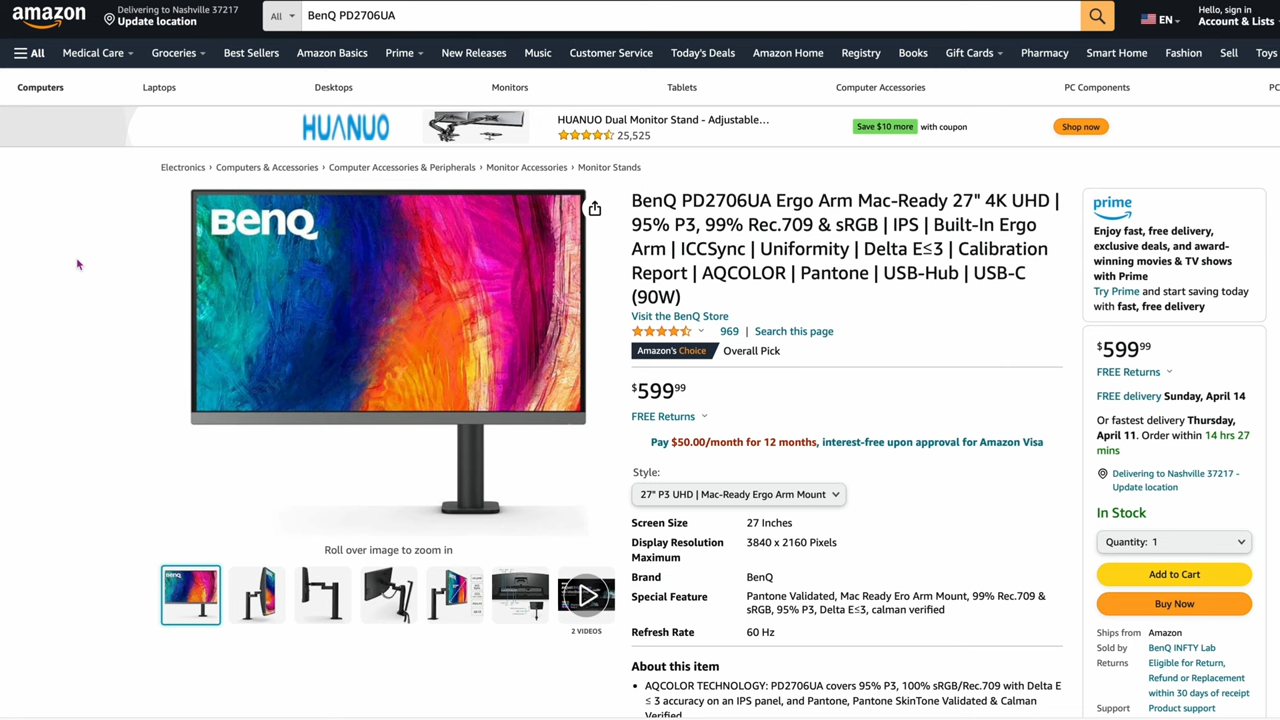 amazon
Delivering to Nashville 37217
Update location
All
BenQ PD2706UA
EN
Hello, sign in
Account & Lists
All
Medical Care
Groceries
Best Sellers
Amazon Basics
Prime
New Releases
Music
Customer Service
Today's Deals
Amazon Home
Registry
Books
Gift Cards
Pharmacy
Smart Home
Fashion
Sell
Toys
Computers
Laptops
Desktops
Monitors
Tablets
Computer Accessories
PC Components
PC
HUANUO
HUANUO Dual Monitor Stand - Adjustable...
25,525
Save $10 more with coupon
Shop now
Electronics › Computers & Accessories › Computer Accessories & Peripherals › Monitor Accessories › Monitor Stands
BenQ
Roll over image to zoom in
BenQ
2 VIDEOS
BenQ PD2706UA Ergo Arm Mac-Ready 27" 4K UHD |
95% P3, 99% Rec.709 & sRGB | IPS | Built-In Ergo
Arm | ICCSync | Uniformity | Delta E≤3 | Calibration
Report | AQCOLOR | Pantone | USB-Hub | USB-C
(90W)
Visit the BenQ Store
969 | Search this page
Amazon's Choice Overall Pick
$599 99
FREE Returns
Pay $50.00/month for 12 months, interest-free upon approval for Amazon Visa
Style:
27" P3 UHD | Mac-Ready Ergo Arm Mount
Screen Size 27 Inches
Display Resolution 3840 x 2160 Pixels
Maximum
Brand BenQ
Special Feature Pantone Validated, Mac Ready Ero Arm Mount, 99% Rec.709 &
sRGB, 95% P3, Delta E≤3, calman verified
Refresh Rate 60 Hz
About this item
• AQCOLOR TECHNOLOGY: PD2706UA covers 95% P3, 100% sRGB/Rec.709 with Delta E
≤ 3 accuracy on an IPS panel, and Pantone, Pantone SkinTone Validated & Calman
Verified
prime
Enjoy fast, free delivery,
exclusive deals, and award-
winning movies & TV shows
with Prime
Try Prime and start saving today
with fast, free delivery
$599 99
FREE Returns
FREE delivery Sunday, April 14
Or fastest delivery Thursday,
April 11. Order within 14 hrs 27
mins
Delivering to Nashville 37217 -
Update location
In Stock
Quantity: 1
Add to Cart
Buy Now
Ships from Amazon
Sold by BenQ INFTY Lab
Returns Eligible for Return,
Refund or Replacement
within 30 days of receipt
Support Product support